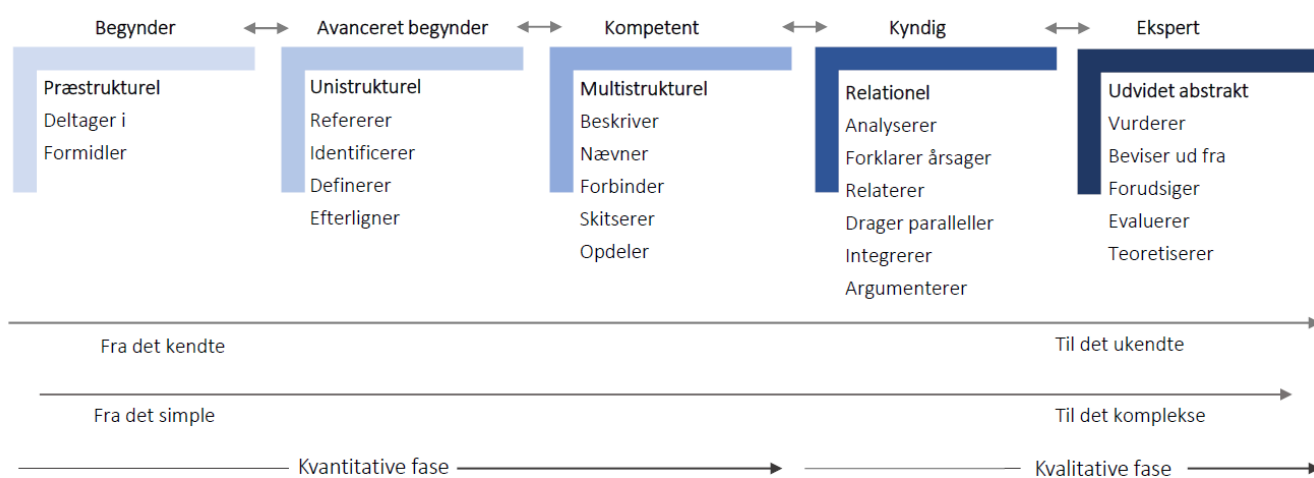 Begynder
Avanceret begynder
Kompetent
Kyndig
Ekspert
Præstrukturel
Deltager i
Formidler
Unistrukturel
Refererer
Identificerer
Definerer
Efterligner
Multistrukturel
Beskriver
Nævner
Forbinder
Skitserer
Opdeler
Relationel
Analyserer
Forklarer årsager
Relaterer
Drager paralleller
Integrerer
Argumenterer
Udvidet abstrakt
Vurderer
Beviser ud fra
Forudsiger
Evaluerer
Teoretiserer
Fra det kendte
Til det ukendte
Fra det simple
Til det komplekse
Kvantitative fase
Kvalitative fase